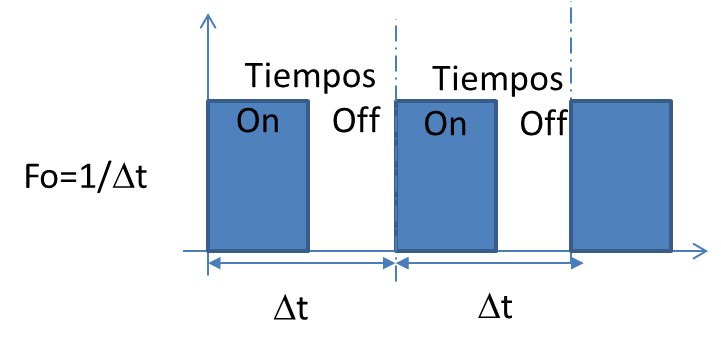 Tiempos
On Off
Tiempos
On Off
Fo=1/Δt
Δt
Δt